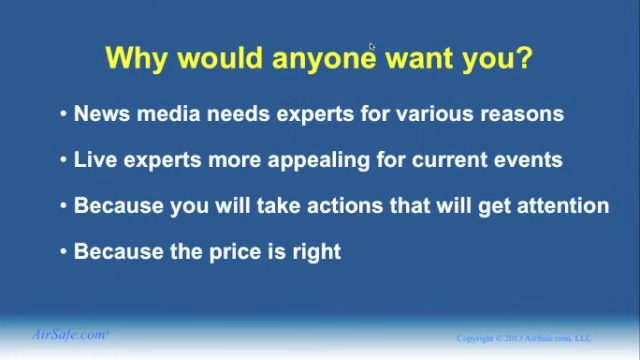 Why would anyone want you?
• News media needs experts for various reasons
• Live experts more appealing for current events
• Because you will take actions that will get attention
• Because the price is right
AirSafe.com®
Copyright © 2013 AirSafe.com, LLC